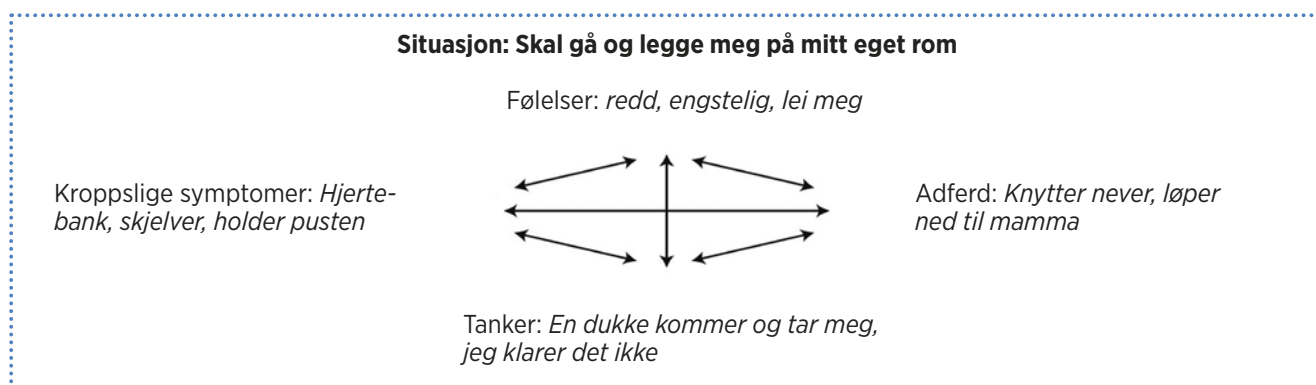 Situasjon: Skal gå og legge meg på mitt eget rom
Følelser: redd, engstelig, lei meg
Kroppslige symptomer: Hjerte-
bank, skjelver, holder pusten
Adferd: Knytter never, løper
ned til mamma
Tanker: En dukke kommer og tar meg,
jeg klarer det ikke